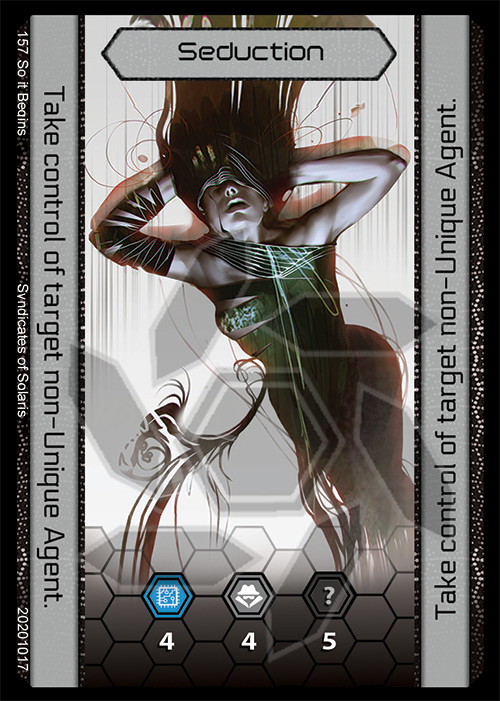 Seduction
Take control of target non-Unique Agent.
Take control of target non-Unique Agent.
157. So it Begins
Syndicates of Solaris
20201017
?
4 4 5